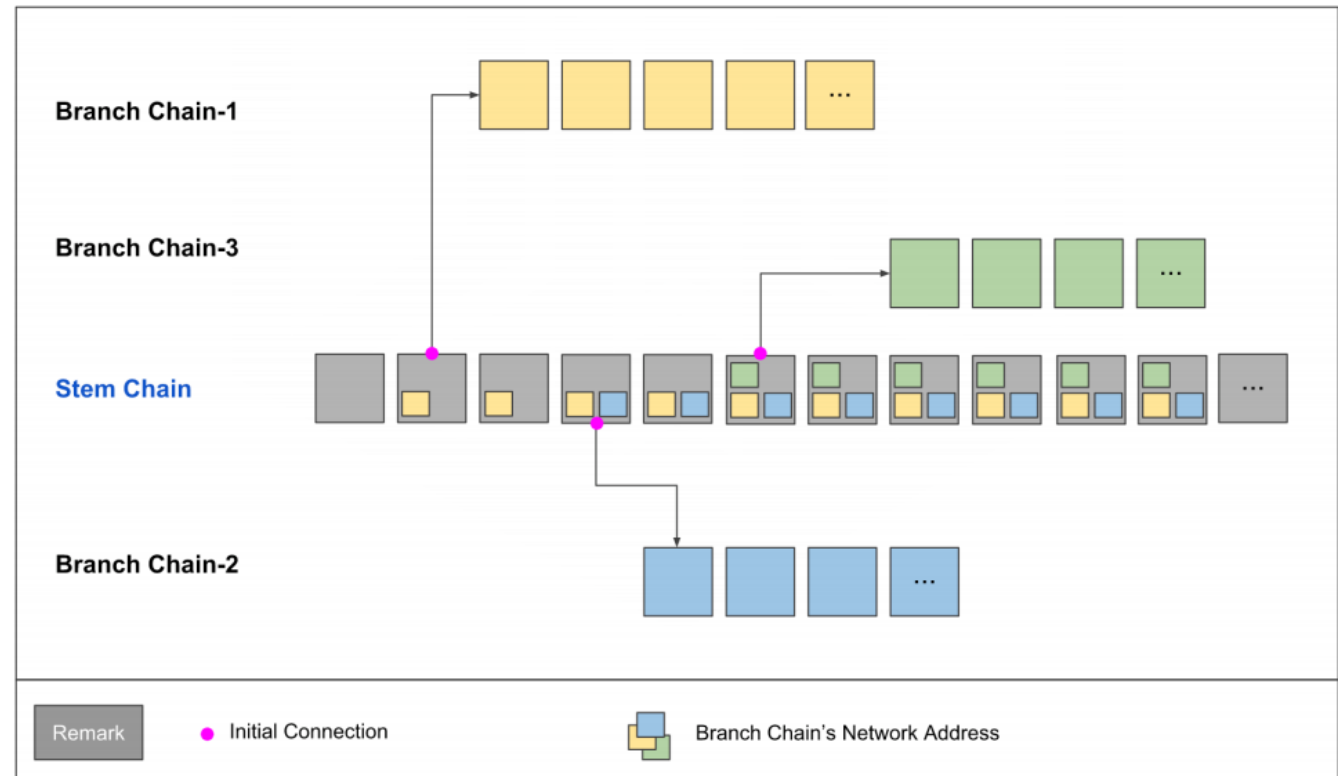 Branch Chain-1
...
Branch Chain-3
...
Stem Chain
...
Branch Chain-2
...
Remark
Initial Connection
Branch Chain's Network Address